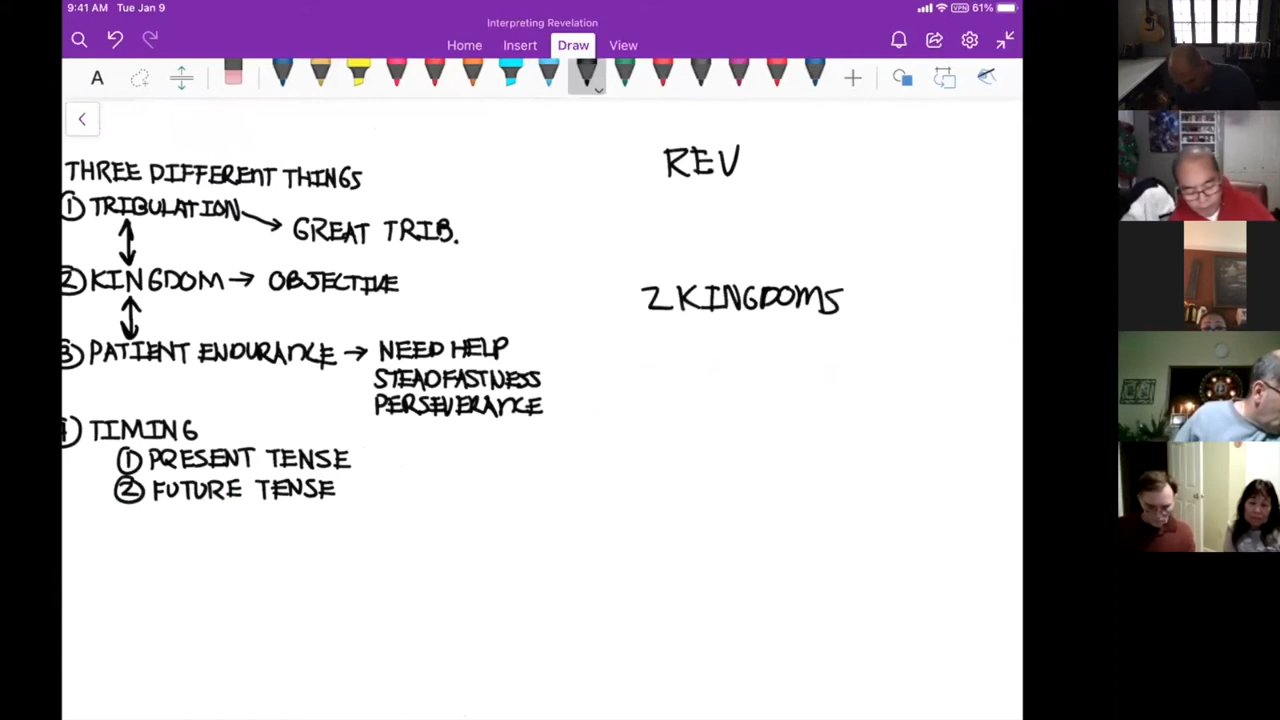 9:41 AM Tue Jan 9
VPN 61%
Interpreting Revelation
Home Insert Draw View
A
THREE DIFFERENT THINGS
① TRIBULATION → GREAT TRIB.
② KINGDOM → OBJECTIVE
③ PATIENT ENDURANCE → NEED HELP
STEADFASTNESS
PERSEVERANCE
TIMING
① PRESENT TENSE
② FUTURE TENSE
REV
2 KINGDOMS